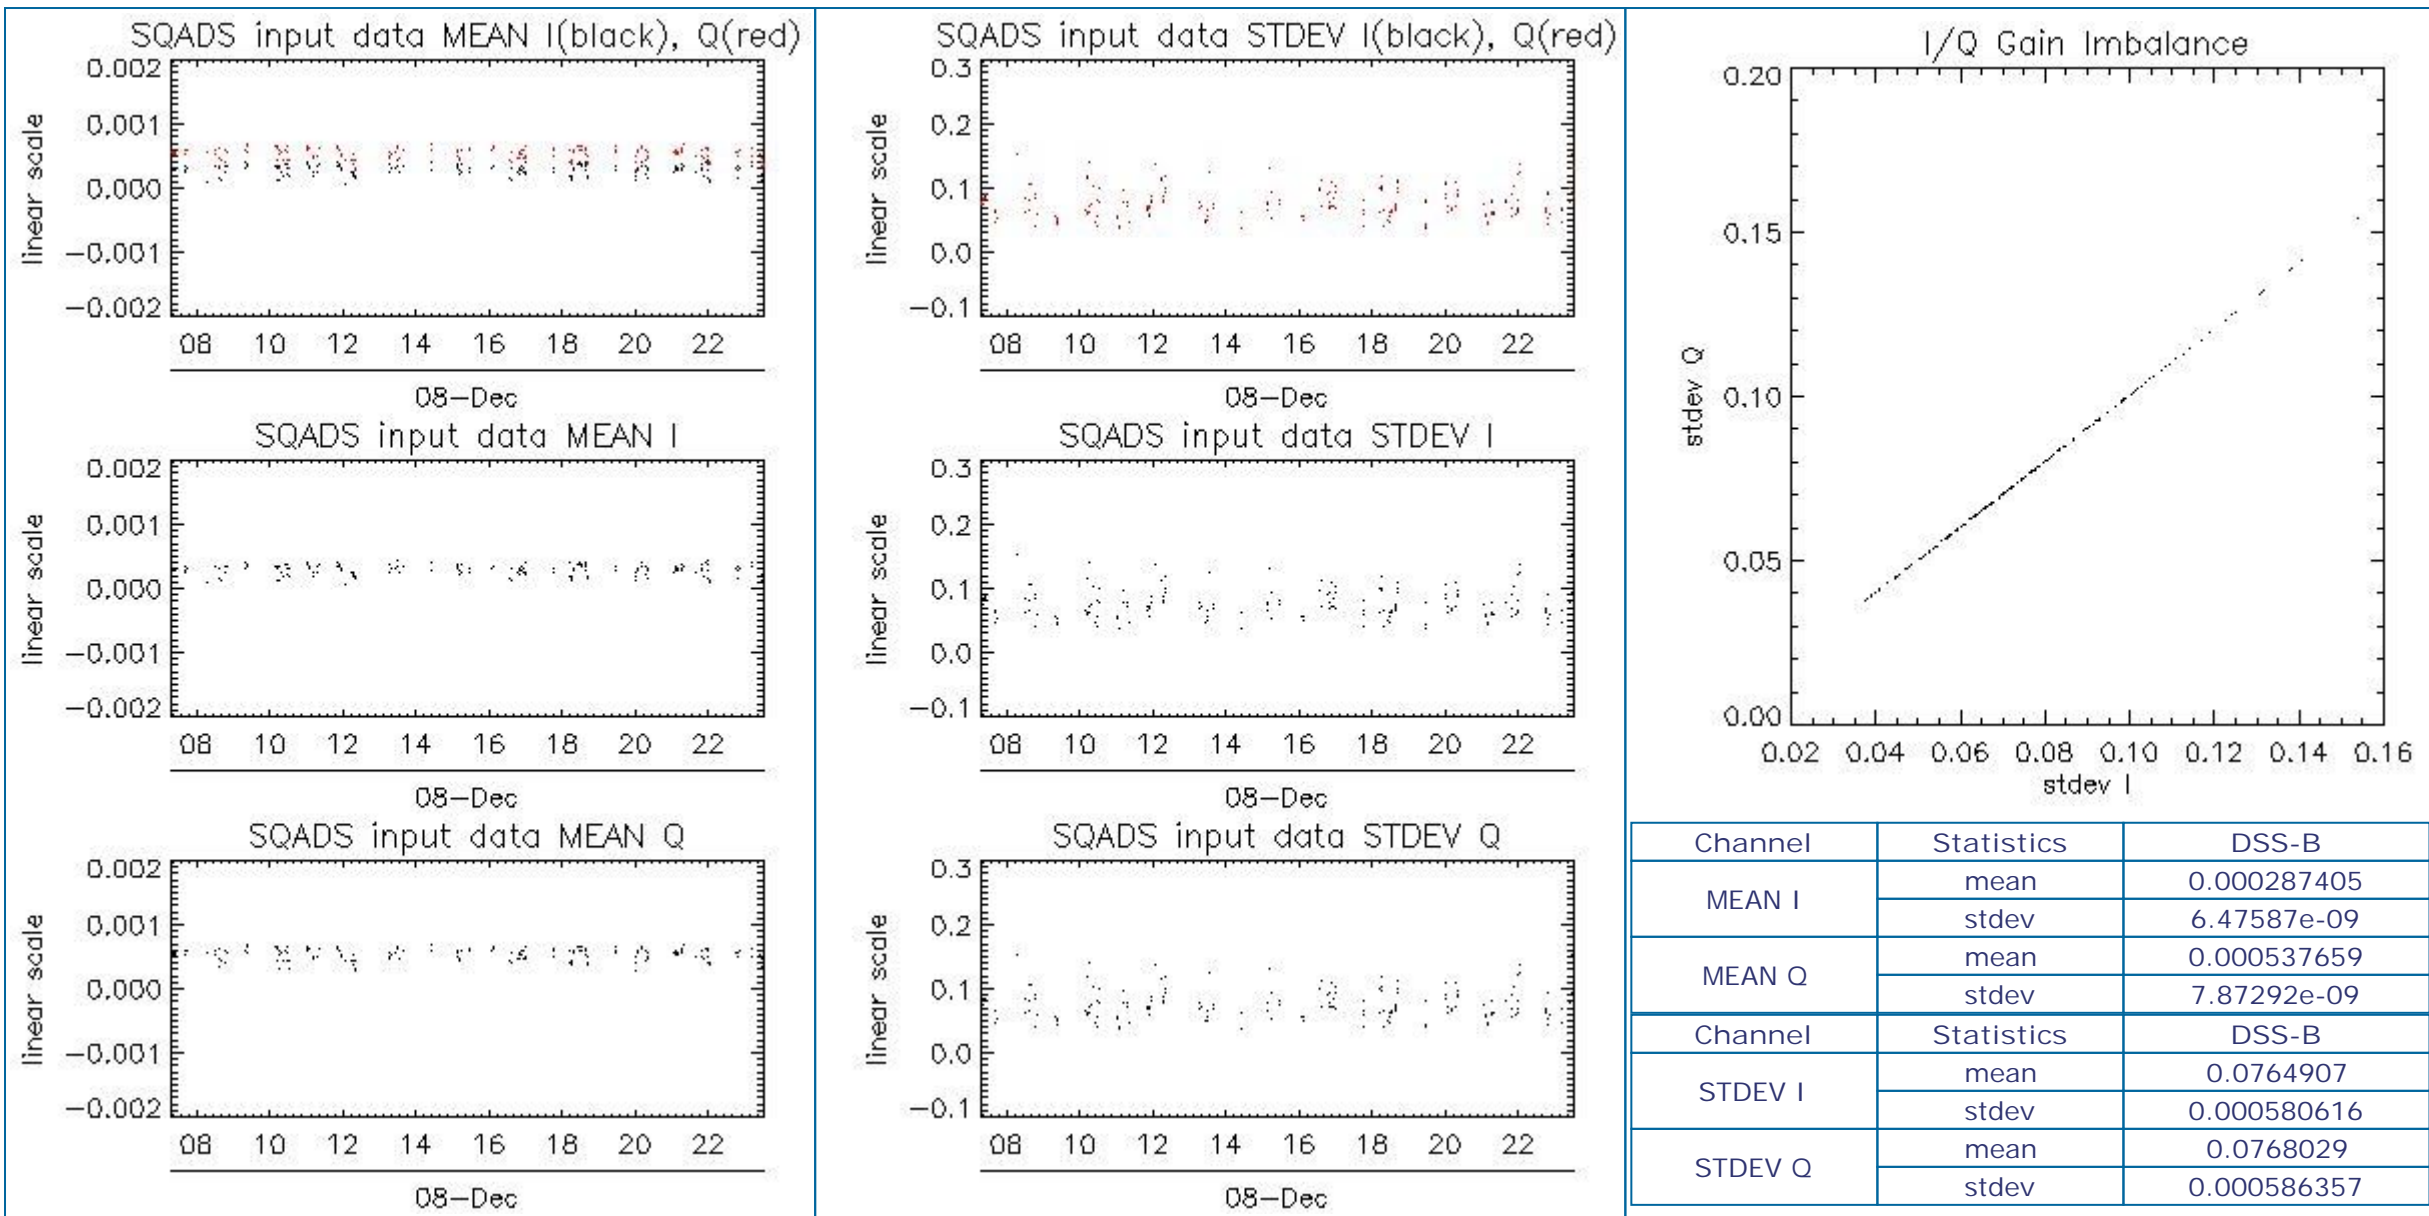 SQADS input data MEAN I(black), Q(red)
0.002
0.001
0.000
-0.001
-0.002
linear scale
08 10 12 14 16 18 20 22
08-Dec
SQADS input data MEAN I
0.002
0.001
0.000
-0.001
-0.002
linear scale
08 10 12 14 16 18 20 22
08-Dec
SQADS input data MEAN Q
0.002
0.001
0.000
-0.001
-0.002
linear scale
08 10 12 14 16 18 20 22
08-Dec
SQADS input data STDEV I(black), Q(red)
0.3
0.2
0.1
0.0
-0.1
linear scale
08 10 12 14 16 18 20 22
08-Dec
SQADS input data STDEV I
0.3
0.2
0.1
0.0
-0.1
linear scale
08 10 12 14 16 18 20 22
08-Dec
SQADS input data STDEV Q
0.3
0.2
0.1
0.0
-0.1
linear scale
08 10 12 14 16 18 20 22
08-Dec
I/Q Gain Imbalance
0.20
0.15
0.10
0.05
0.00
stdev Q
0.02 0.04 0.06 0.08 0.10 0.12 0.14 0.16
stdev I
Channel Statistics DSS-B
MEAN I mean 0.000287405
stdev 6.47587e-09
MEAN Q mean 0.000537659
stdev 7.87292e-09
Channel Statistics DSS-B
STDEV I mean 0.0764907
stdev 0.000580616
STDEV Q mean 0.0768029
stdev 0.000586357